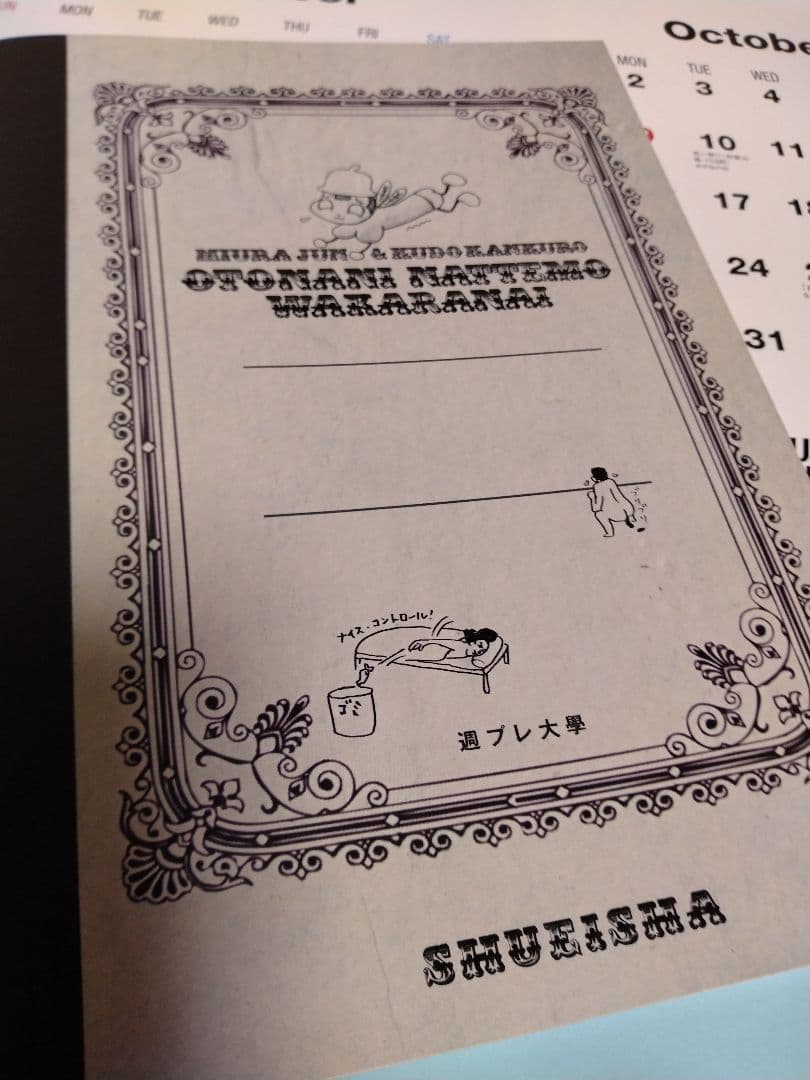 MON TUE WED THU FRI SAT
October
MON TUE WED
2 3 4
10 11
17
24
31
MIURA JUN & KUDO KANKURO
OTONANI NATTEMO
WAKARANAI
ナイス・コントロール!
ゴミ
週プレ大學
SHUEISHA